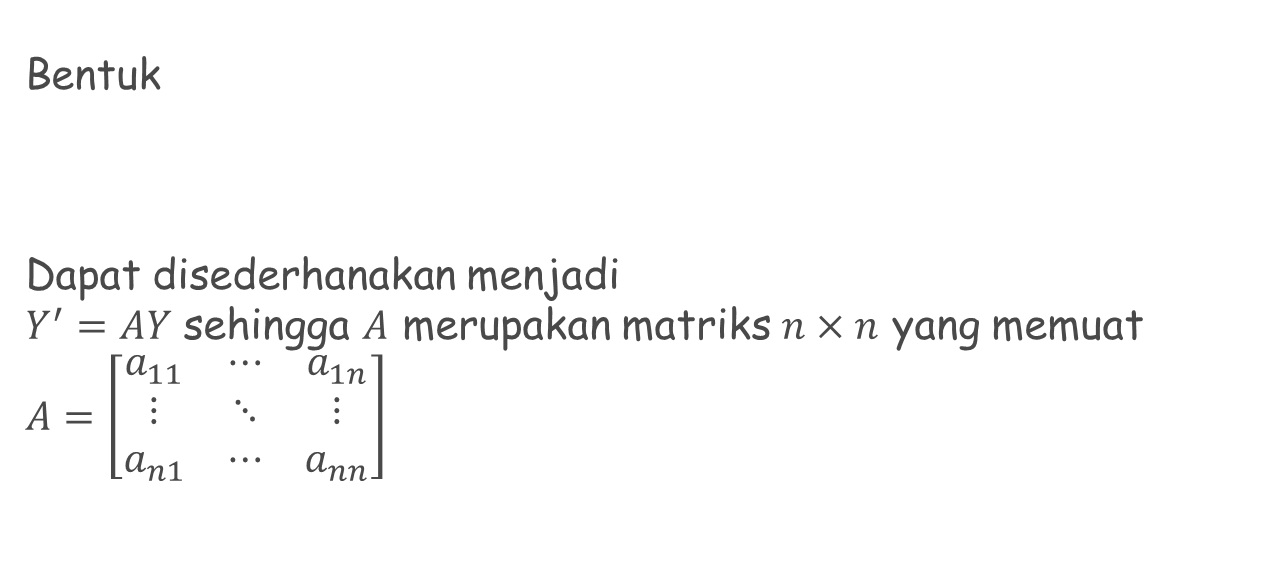 Bentuk
Dapat disederhanakan menjadi
Y′ = AY sehingga A merupakan matriks n × n yang memuat
A = [a₁₁ ⋯ a₁ₙ
⋮ ⋱ ⋮
aₙ₁ ⋯ aₙₙ]